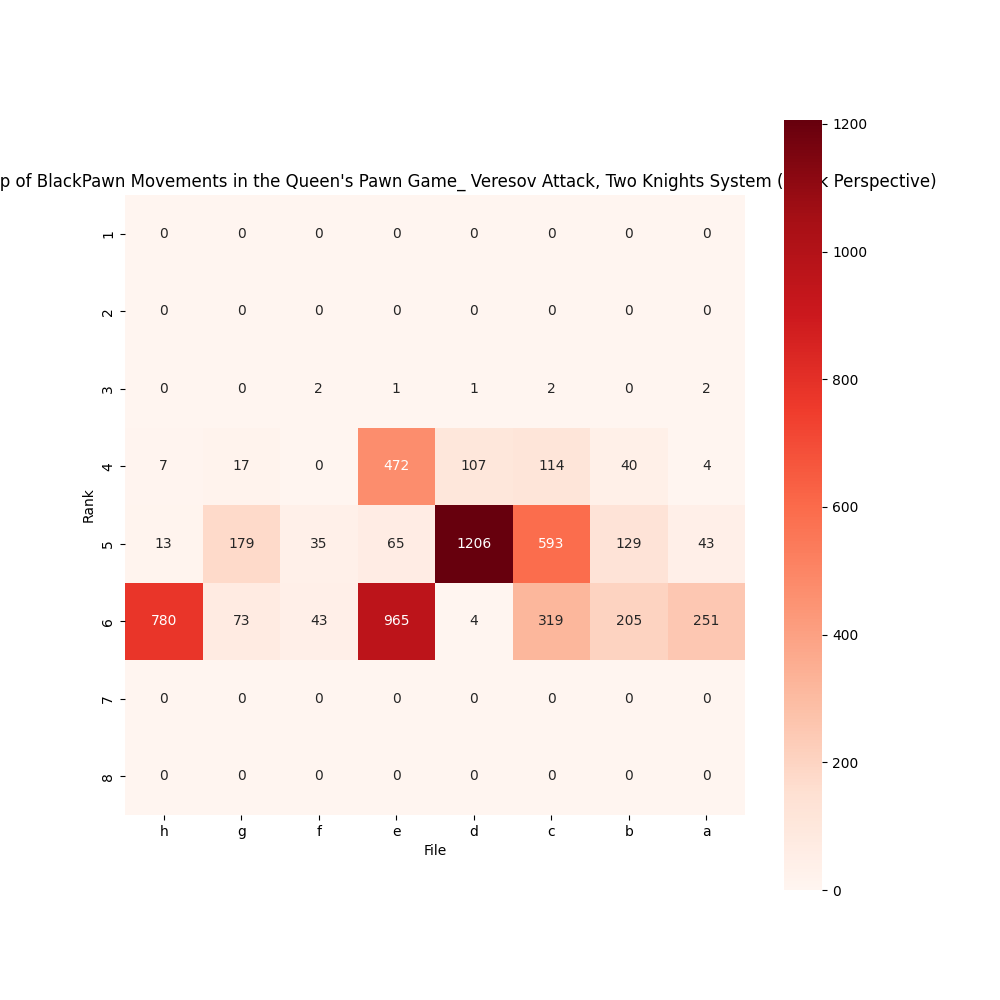 p of BlackPawn Movements in the Queen's Pawn Game_ Veresov Attack, Two Knights System ( k Perspective)
1200
1000
800
600
400
200
0
Rank
1 0 0 0 0 0 0 0 0
2 0 0 0 0 0 0 0 0
3 0 0 2 1 1 2 0 2
4 7 17 0 472 107 114 40 4
5 13 179 35 65 1206 593 129 43
6 780 73 43 965 4 319 205 251
7 0 0 0 0 0 0 0 0
8 0 0 0 0 0 0 0 0
h g f e d c b a
File